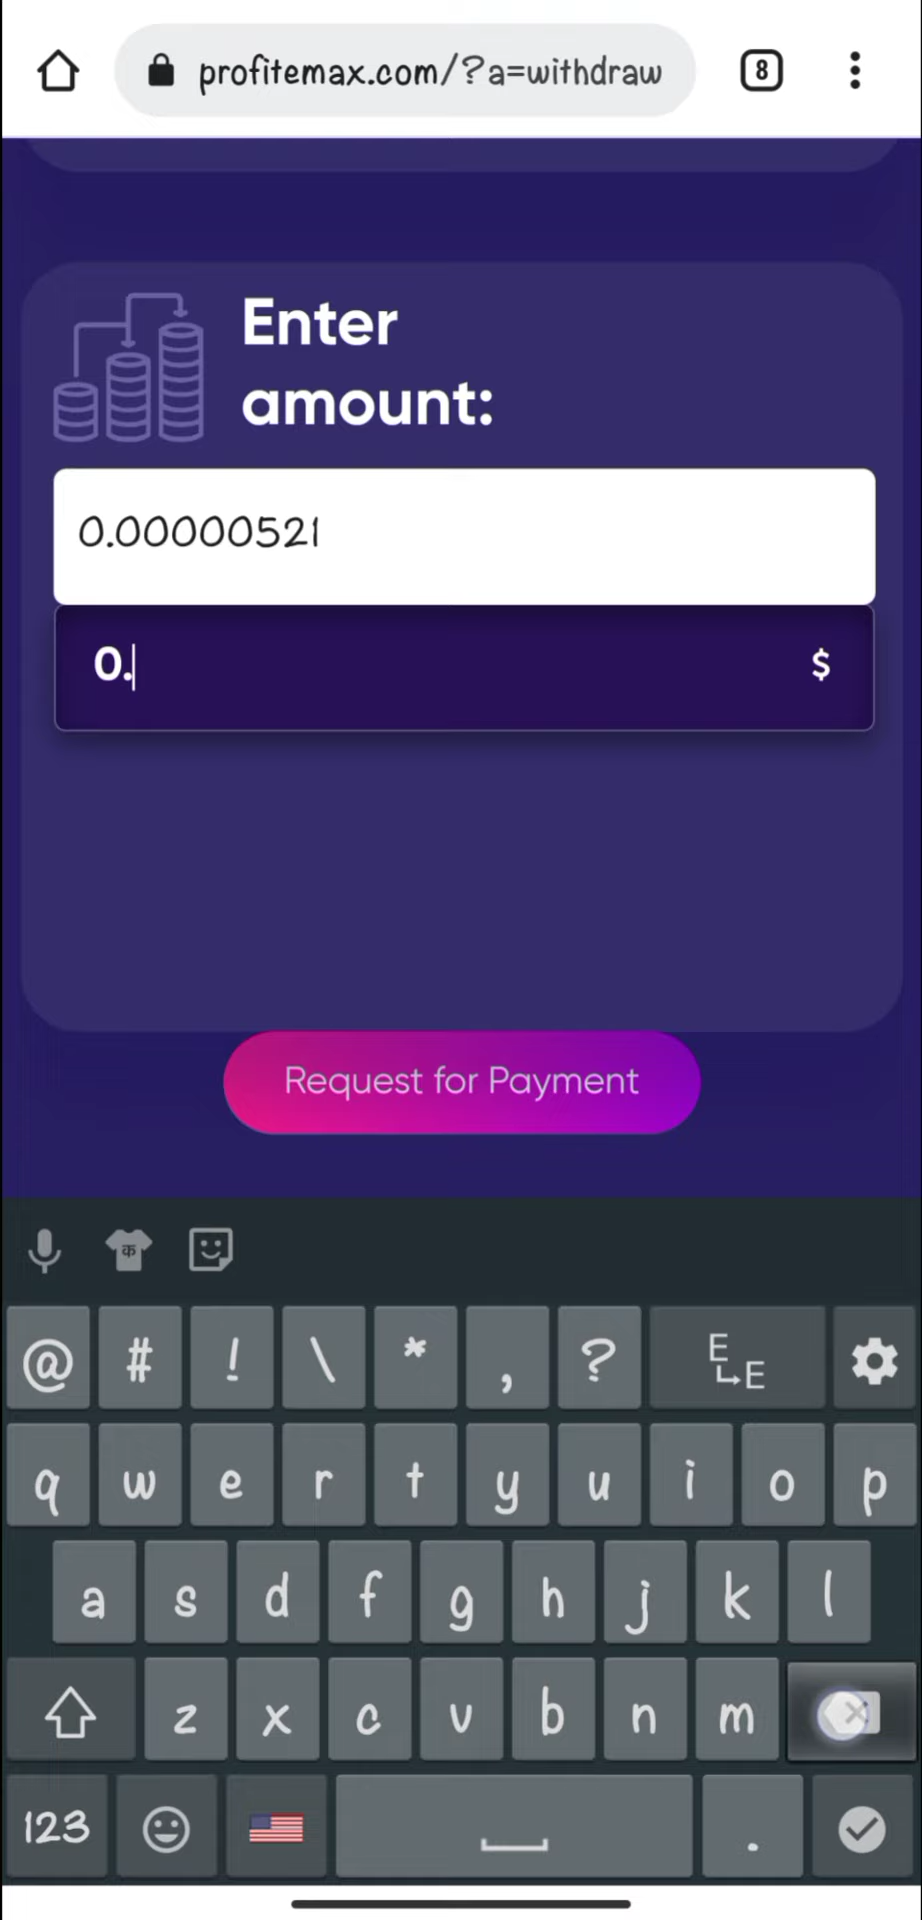 profitemax.com/?a=withdraw
8
Enter
amount:
0.00000521
0.
$
Request for Payment
क
@ # ! \ * , ? E E
q w e r t y u i o p
a s d f g h j k l
z x c v b n m
123 .